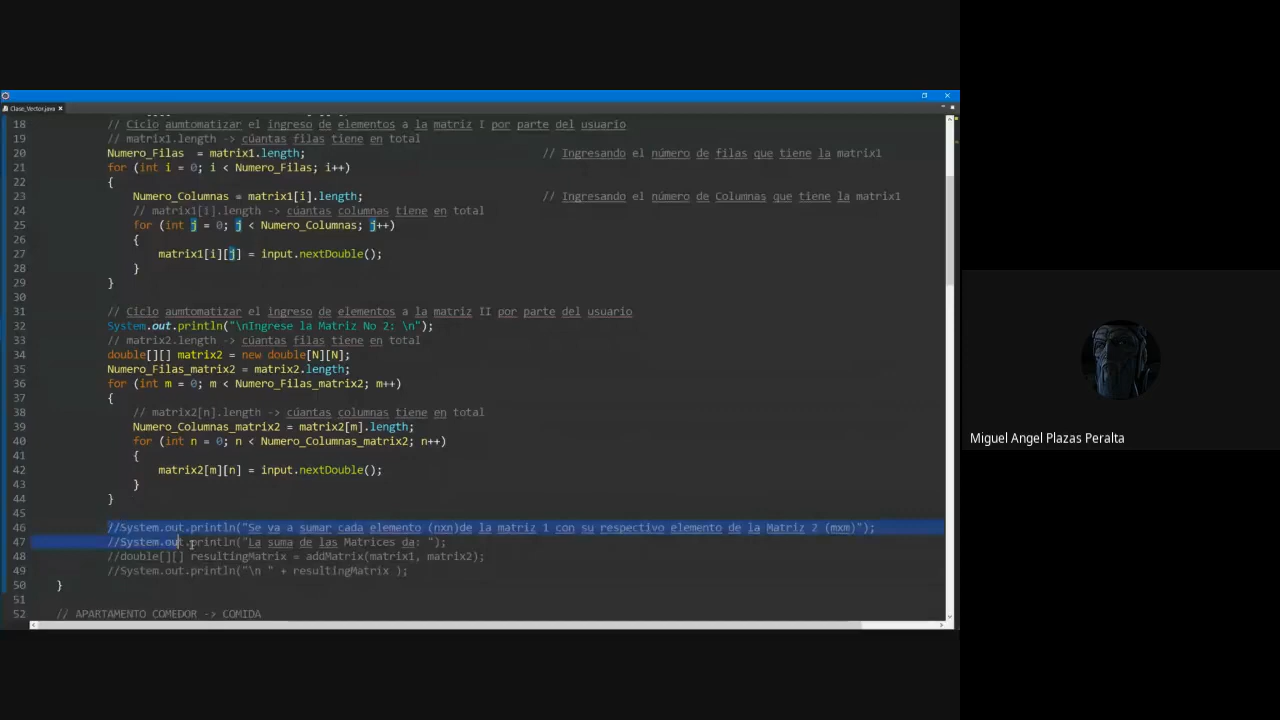 Clase_Vector.java
18 // Ciclo aumtomatizar el ingreso de elementos a la matriz I por parte del usuario
19 // matrix1.length -> cúantas filas tiene en total
20 Numero_Filas = matrix1.length; // Ingresando el número de filas que tiene la matrix1
21 for (int i = 0; i < Numero_Filas; i++)
22 {
23 Numero_Columnas = matrix1[i].length; // Ingresando el número de Columnas que tiene la matrix1
24 // matrix1[i].length -> cúantas columnas tiene en total
25 for (int j = 0; j < Numero_Columnas; j++)
26 {
27 matrix1[i][j] = input.nextDouble();
28 }
29 }
30
31 // Ciclo aumtomatizar el ingreso de elementos a la matriz II por parte del usuario
32 System.out.println("\nIngrese la Matriz No 2: \n");
33 // matrix2.length -> cúantas filas tiene en total
34 double[][] matrix2 = new double[N][N];
35 Numero_Filas_matrix2 = matrix2.length;
36 for (int m = 0; m < Numero_Filas_matrix2; m++)
37 {
38 // matrix2[n].length -> cúantas columnas tiene en total
39 Numero_Columnas_matrix2 = matrix2[m].length;
40 for (int n = 0; n < Numero_Columnas_matrix2; n++)
41 {
42 matrix2[m][n] = input.nextDouble();
43 }
44 }
45
46 //System.out.println("Se va a sumar cada elemento (nxn)de la matriz 1 con su respectivo elemento de la Matriz 2 (mxm)");
47 //System.out.println("La suma de las Matrices da: ");
48 //double[][] resultingMatrix = addMatrix(matrix1, matrix2);
49 //System.out.println("\n " + resultingMatrix );
50 }
51
52 // APARTAMENTO COMEDOR -> COMIDA
Miguel Angel Plazas Peralta